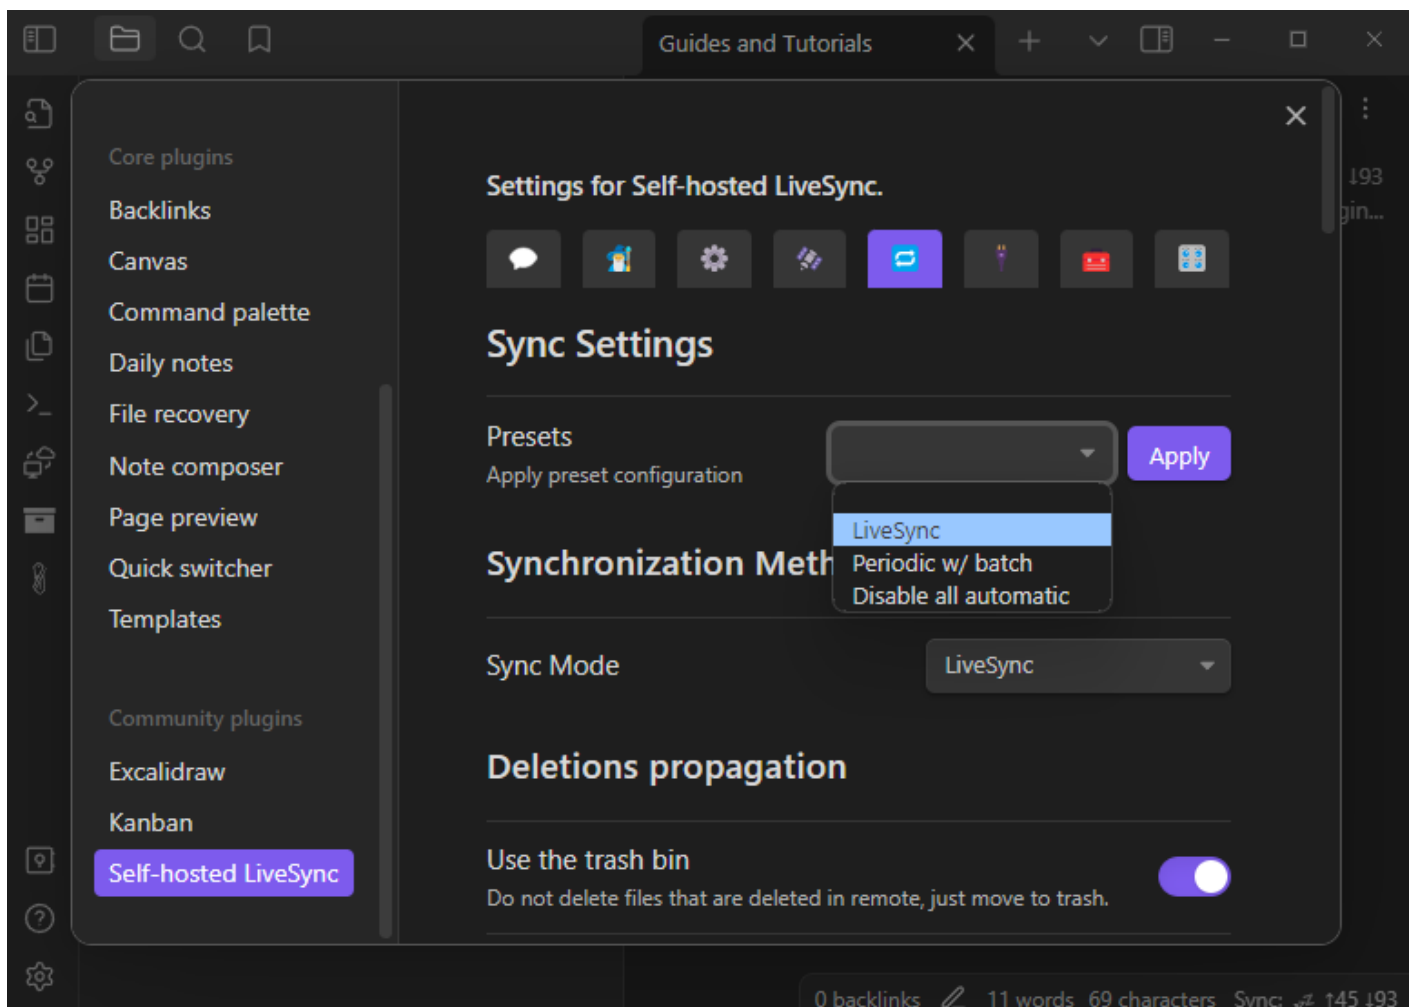 Guides and Tutorials
Core plugins
Backlinks
Canvas
Command palette
Daily notes
File recovery
Note composer
Page preview
Quick switcher
Templates
Community plugins
Excalidraw
Kanban
Self-hosted LiveSync
Settings for Self-hosted LiveSync.
Sync Settings
Presets
Apply preset configuration
Apply
LiveSync
Periodic w/ batch
Disable all automatic
Synchronization Meth
Sync Mode
LiveSync
Deletions propagation
Use the trash bin
Do not delete files that are deleted in remote, just move to trash.
↓93
gin...
0 backlinks 11 words 69 characters Sync: 💤 ↑45 ↓93